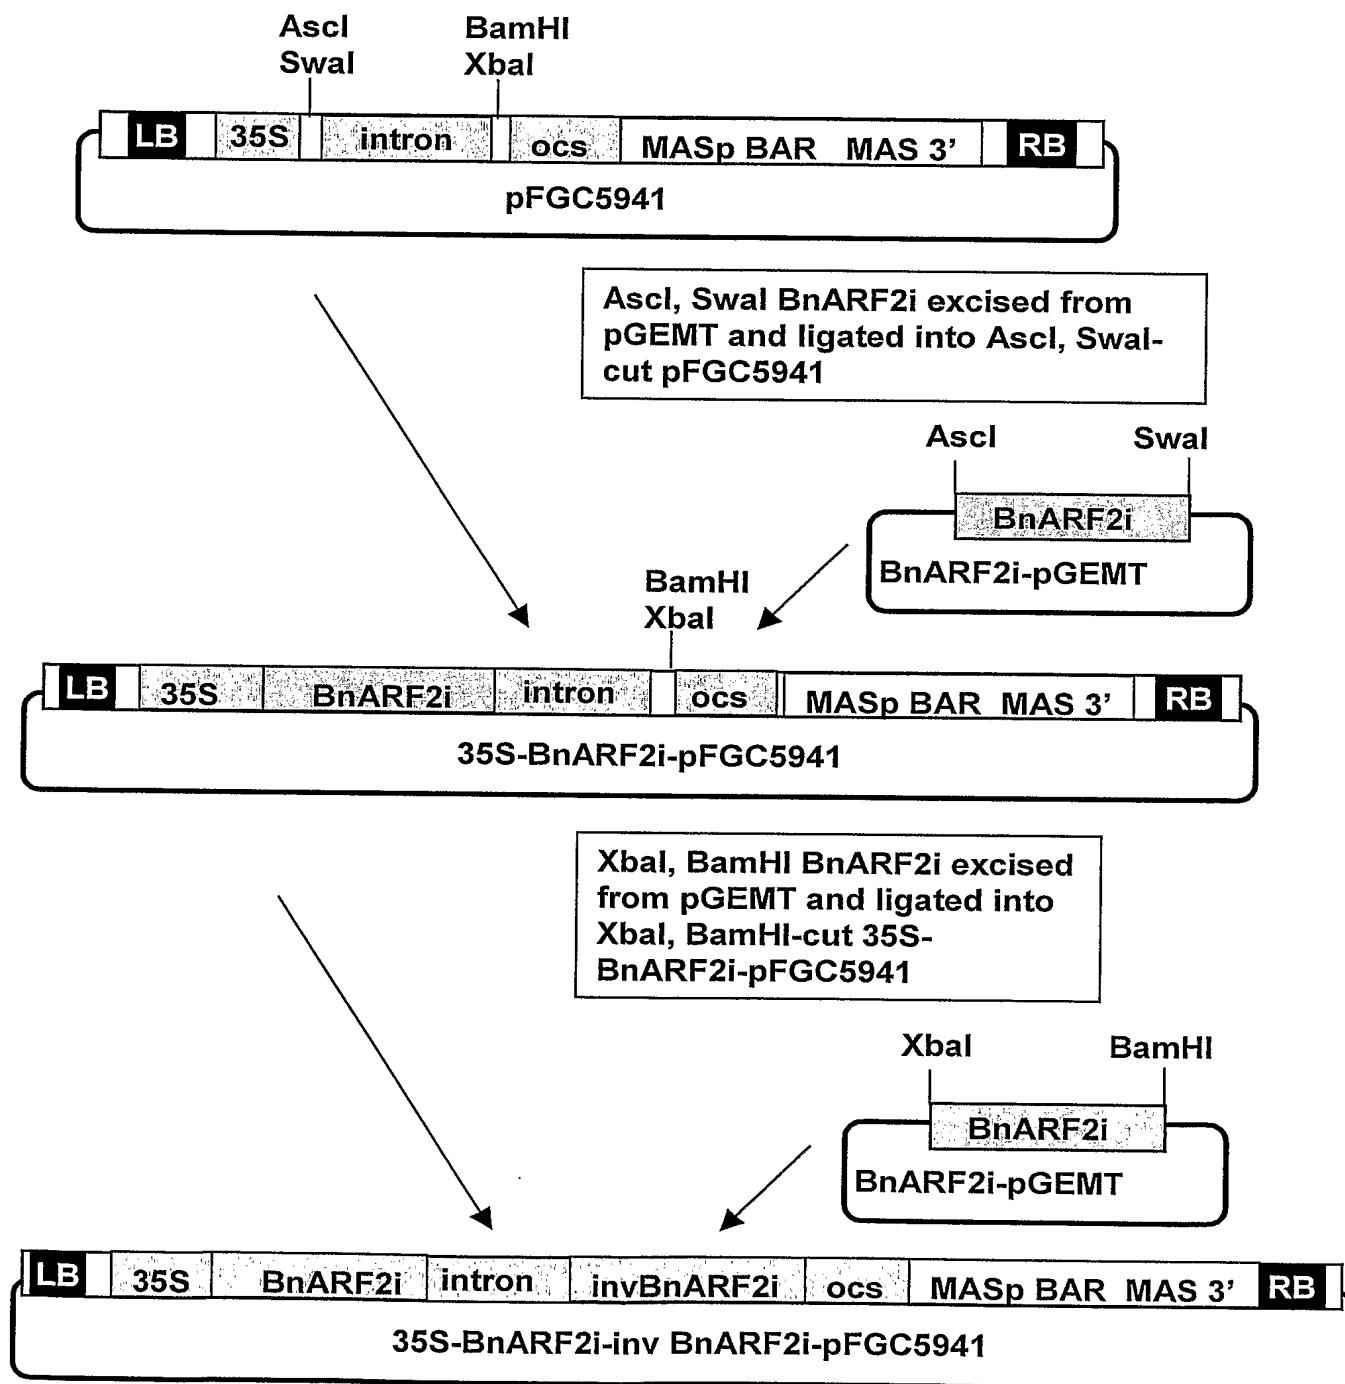 AscI BamHI
SwaI XbaI
LB 35S intron ocs MASp BAR MAS 3’ RB
pFGC5941
AscI, SwaI BnARF2i excised from
pGEMT and ligated into AscI, SwaI-
cut pFGC5941
AscI SwaI
BnARF2i
BnARF2i-pGEMT
BamHI
XbaI
LB 35S BnARF2i intron ocs MASp BAR MAS 3’ RB
35S-BnARF2i-pFGC5941
XbaI, BamHI BnARF2i excised
from pGEMT and ligated into
XbaI, BamHI-cut 35S-
BnARF2i-pFGC5941
XbaI BamHI
BnARF2i
BnARF2i-pGEMT
LB 35S BnARF2i intron invBnARF2i ocs MASp BAR MAS 3’ RB
35S-BnARF2i-inv BnARF2i-pFGC5941